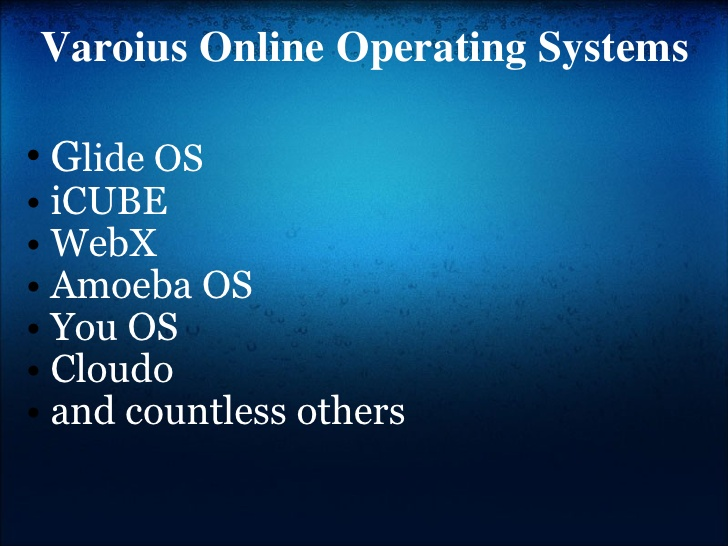 Varoius Online Operating Systems
• Glide OS
• iCUBE
• WebX
• Amoeba OS
• You OS
• Cloudo
• and countless others